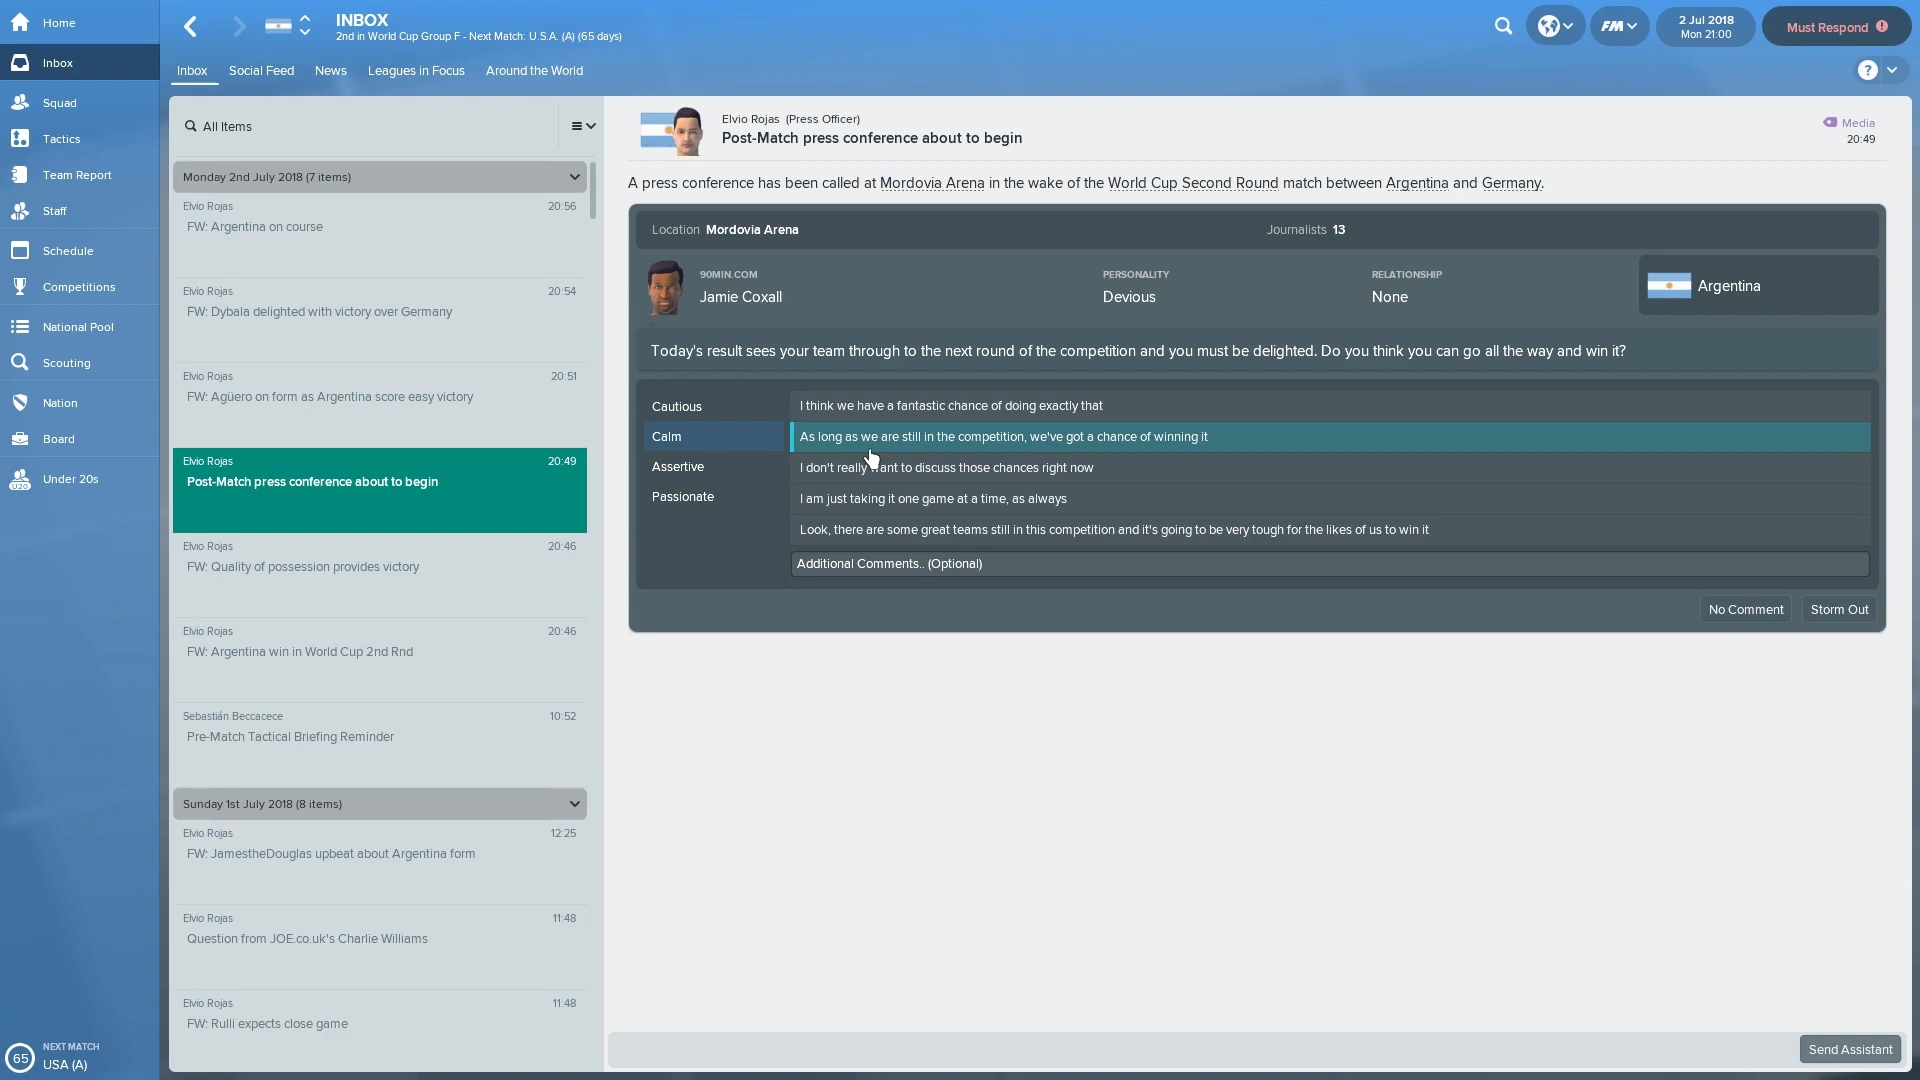 Home
Inbox
Squad
Tactics
Team Report
Staff
Schedule
Competitions
National Pool
Scouting
Nation
Board
U20
Under 20s
65
NEXT MATCH
USA (A)
INBOX
2nd in World Cup Group F - Next Match: U.S.A. (A) (65 days)
FM
2 Jul 2018
Mon 21:00
Must Respond
Inbox
Social Feed
News
Leagues in Focus
Around the World
?
All Items
Monday 2nd July 2018 (7 items)
Elvio Rojas 20:56
FW: Argentina on course
Elvio Rojas 20:54
FW: Dybala delighted with victory over Germany
Elvio Rojas 20:51
FW: Agüero on form as Argentina score easy victory
Elvio Rojas 20:49
Post-Match press conference about to begin
Elvio Rojas 20:46
FW: Quality of possession provides victory
Elvio Rojas 20:46
FW: Argentina win in World Cup 2nd Rnd
Sebastián Beccacece 10:52
Pre-Match Tactical Briefing Reminder
Sunday 1st July 2018 (8 items)
Elvio Rojas 12:25
FW: JamestheDouglas upbeat about Argentina form
Elvio Rojas 11:48
Question from JOE.co.uk's Charlie Williams
Elvio Rojas 11:48
FW: Rulli expects close game
Elvio Rojas (Press Officer)
Post-Match press conference about to begin
Media
20:49
A press conference has been called at Mordovia Arena in the wake of the World Cup Second Round match between Argentina and Germany.
Location Mordovia Arena
Journalists 13
90MIN.COM
Jamie Coxall
PERSONALITY
Devious
RELATIONSHIP
None
Argentina
Today's result sees your team through to the next round of the competition and you must be delighted. Do you think you can go all the way and win it?
Cautious
Calm
Assertive
Passionate
I think we have a fantastic chance of doing exactly that
As long as we are still in the competition, we've got a chance of winning it
I don't really want to discuss those chances right now
I am just taking it one game at a time, as always
Look, there are some great teams still in this competition and it's going to be very tough for the likes of us to win it
Additional Comments.. (Optional)
No Comment
Storm Out
Send Assistant